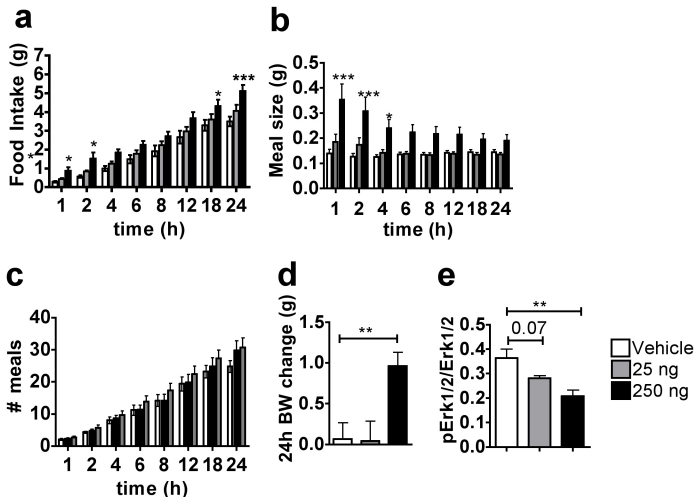 a
Food Intake (g)
7
6
5
4
3
2
1
0
*
*
*
*
***
1 2 4 6 8 12 18 24
time (h)
b
Meal size (g)
0.5
0.4
0.3
0.2
0.1
0.0
***
***
*
1 2 4 6 8 12 18 24
time (h)
c
# meals
40
30
20
10
0
1 2 4 6 8 12 18 24
time (h)
d
24h BW change (g)
1.5
1.0
0.5
0.0
**
e
pErk1/2/Erk1/2
0.5
0.4
0.3
0.2
0.1
0.0
**
0.07
Vehicle
25 ng
250 ng